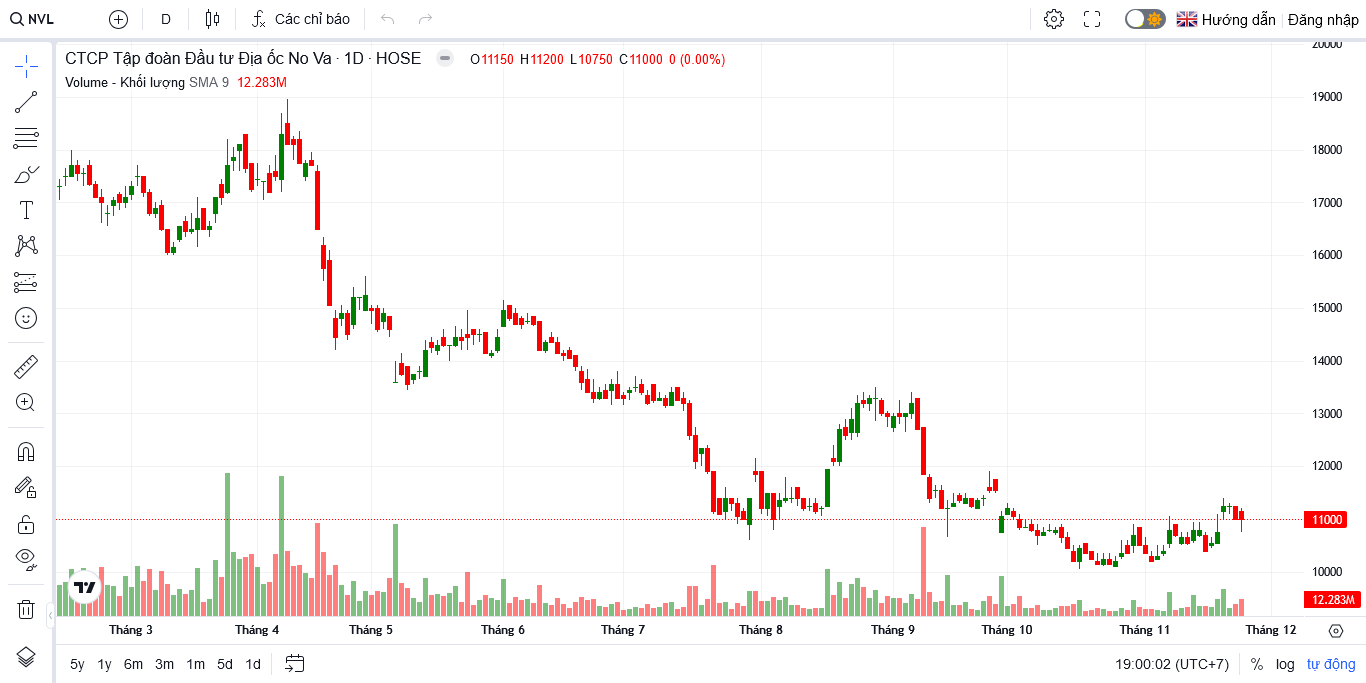 NVL D Các chỉ báo Hướng dẫn Đăng nhập
CTCP Tập đoàn Đầu tư Địa ốc No Va · 1D · HOSE O11150 H11200 L10750 C11000 0 (0.00%)
Volume - Khối lượng SMA 9 12.283M
20000
19000
18000
17000
16000
15000
14000
13000
12000
11000
10000
12.283M
Tháng 3 Tháng 4 Tháng 5 Tháng 6 Tháng 7 Tháng 8 Tháng 9 Tháng 10 Tháng 11 Tháng 12
5y 1y 6m 3m 1m 5d 1d 19:00:02 (UTC+7) % log tự động